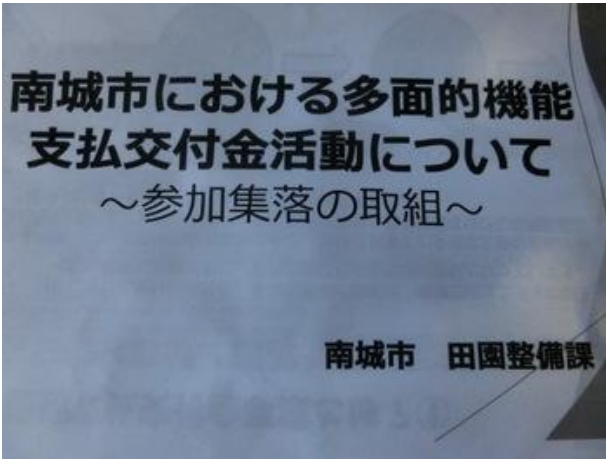 南城市における多面的機能
支払交付金活動について
～参加集落の取組～
南城市　田園整備課